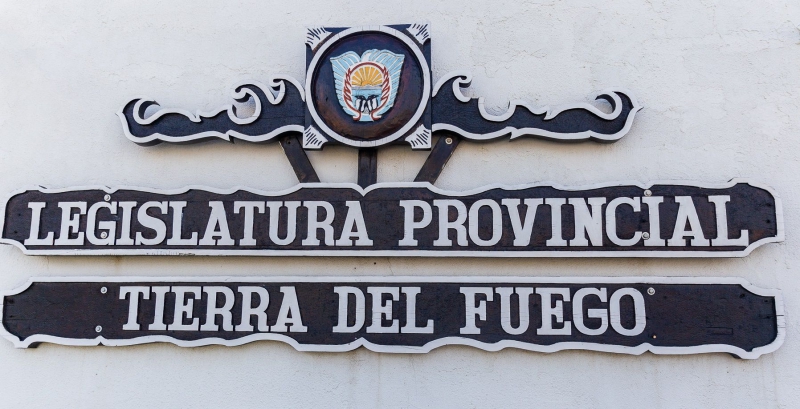 LEGISLATURA PROVINCIAL
TIERRA DEL FUEGO